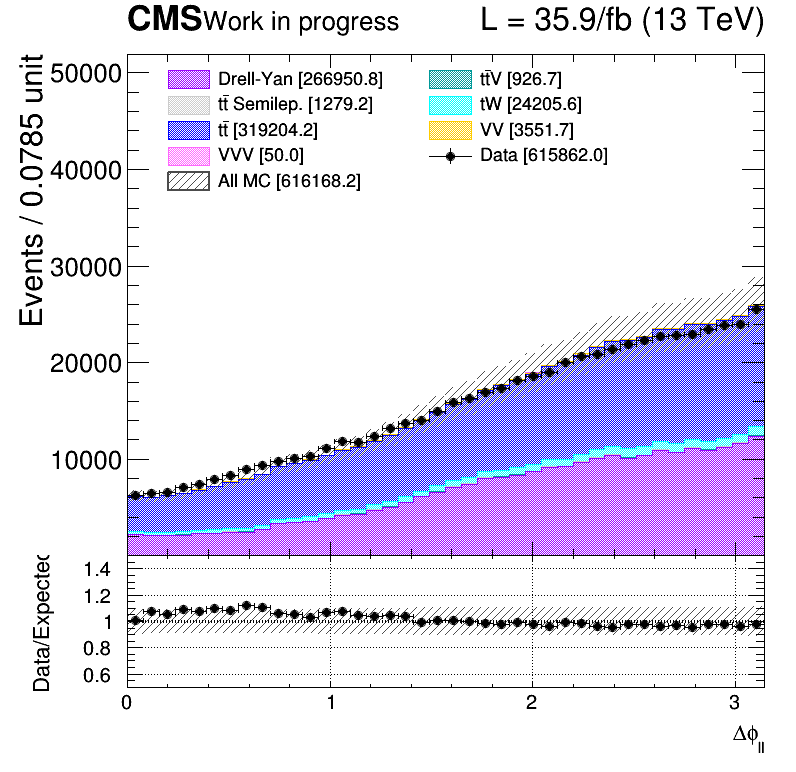 CMS Work in progress L = 35.9/fb (13 TeV)
Events / 0.0785 unit
50000
40000
30000
20000
10000
Drell-Yan [266950.8]
tt̄ Semilep. [1279.2]
tt̄ [319204.2]
VVV [50.0]
All MC [616168.2]
tt̄V [926.7]
tW [24205.6]
VV [3551.7]
Data [615862.0]
Data/Expected
1.4
1.2
1
0.8
0.6
0 1 2 3
Δϕll